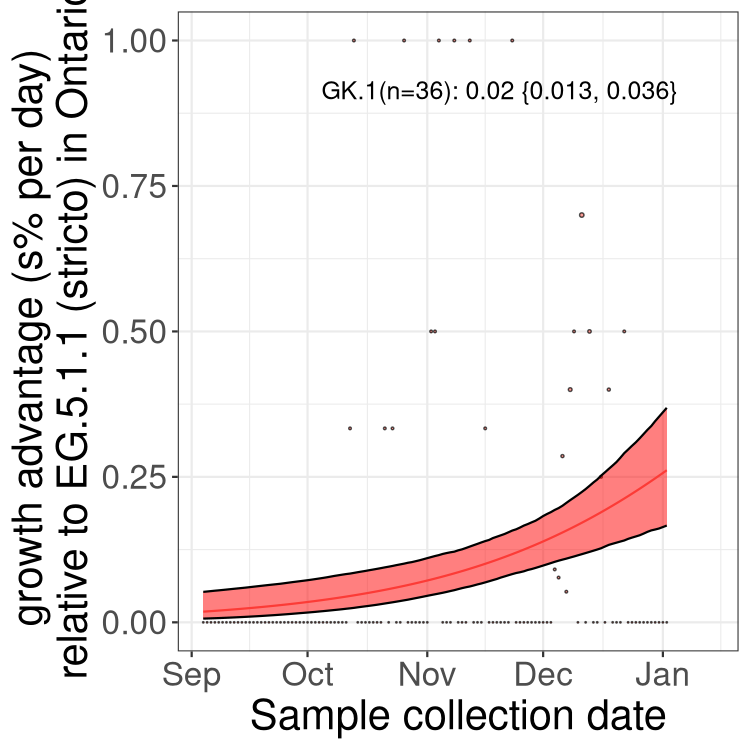 growth advantage (s% per day)
relative to EG.5.1.1 (stricto) in Ontario
1.00
0.75
0.50
0.25
0.00
GK.1(n=36): 0.02 {0.013, 0.036}
Sep Oct Nov Dec Jan
Sample collection date